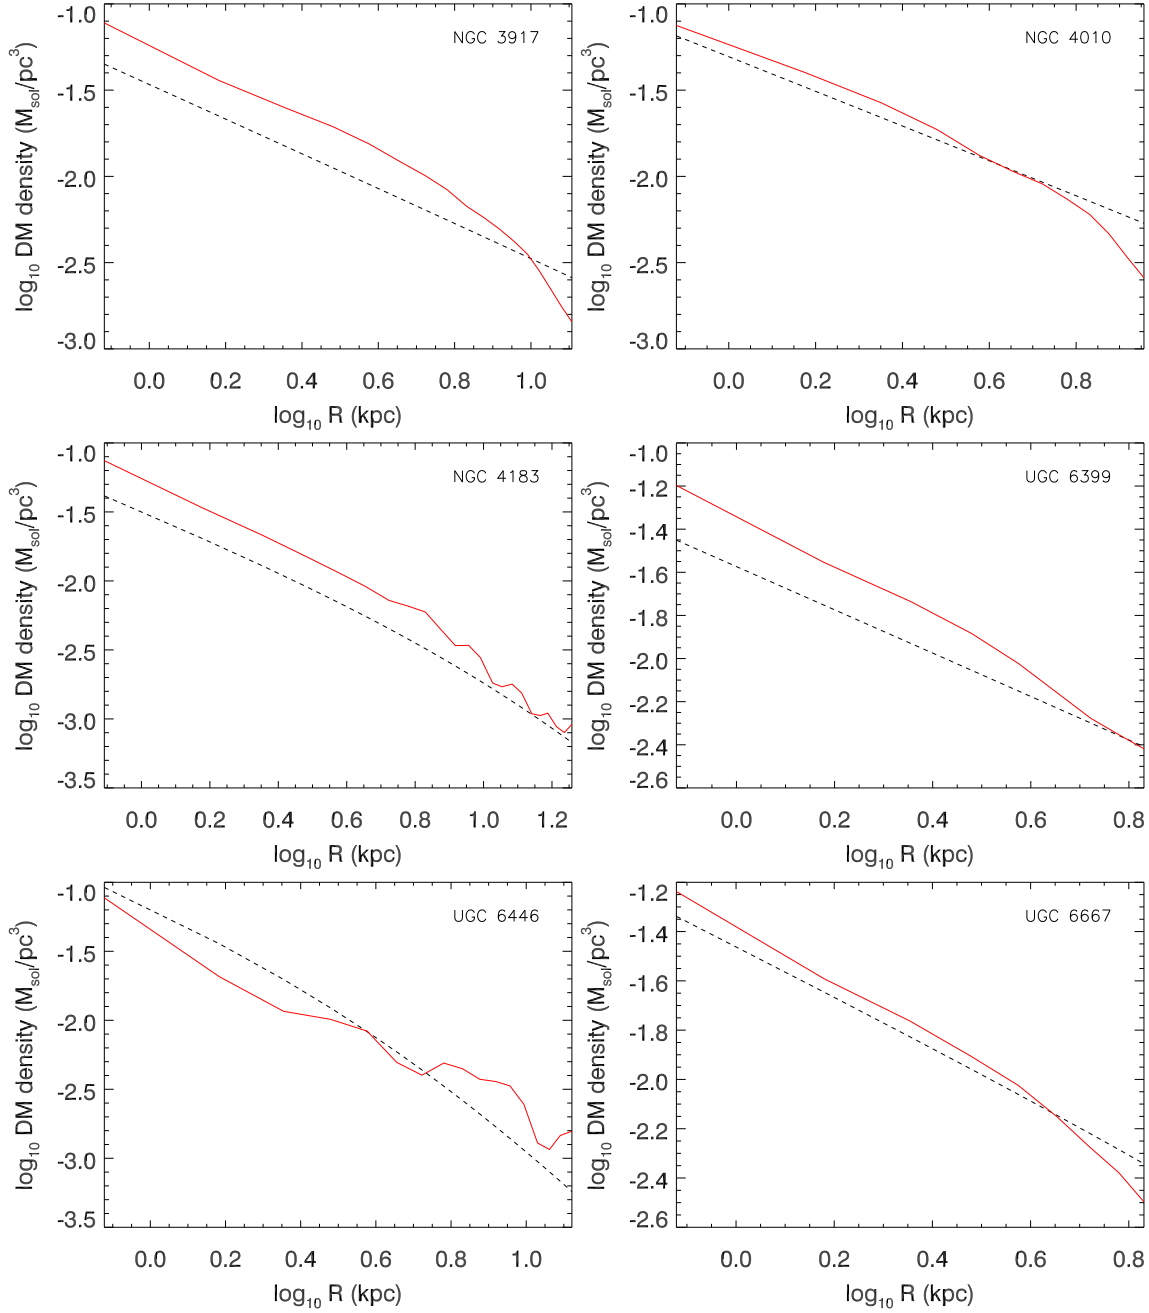 NGC 3917
log10 DM density (Msol/pc3)
-1.0
-1.5
-2.0
-2.5
-3.0
0.0 0.2 0.4 0.6 0.8 1.0
log10 R (kpc)
NGC 4010
log10 DM density (Msol/pc3)
-1.0
-1.5
-2.0
-2.5
-3.0
0.0 0.2 0.4 0.6 0.8
log10 R (kpc)
NGC 4183
log10 DM density (Msol/pc3)
-1.0
-1.5
-2.0
-2.5
-3.0
-3.5
0.0 0.2 0.4 0.6 0.8 1.0 1.2
log10 R (kpc)
UGC 6399
log10 DM density (Msol/pc3)
-1.0
-1.2
-1.4
-1.6
-1.8
-2.0
-2.2
-2.4
-2.6
0.0 0.2 0.4 0.6 0.8
log10 R (kpc)
UGC 6446
log10 DM density (Msol/pc3)
-1.0
-1.5
-2.0
-2.5
-3.0
-3.5
0.0 0.2 0.4 0.6 0.8 1.0
log10 R (kpc)
UGC 6667
log10 DM density (Msol/pc3)
-1.2
-1.4
-1.6
-1.8
-2.0
-2.2
-2.4
-2.6
0.0 0.2 0.4 0.6 0.8
log10 R (kpc)